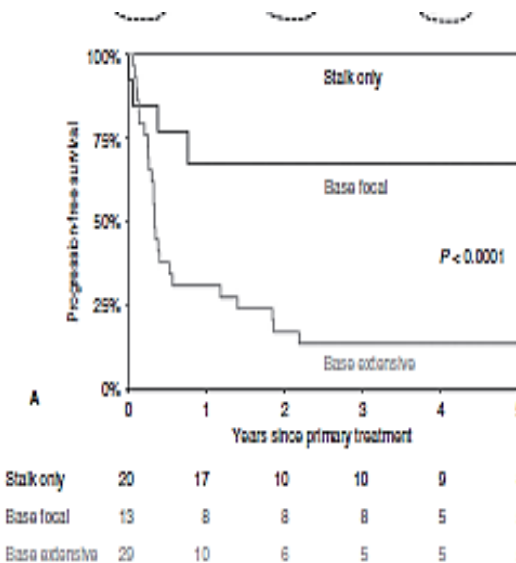 100%
Stalk only
75%
Base focal
Progression-free survival
50%
P < 0.0001
25%
Base extensive
0%
A
0 1 2 3 4
Years since primary treatment
Stalk only 20 17 10 10 9
Base focal 13 8 8 8 5
Base extensive 29 10 6 5 5